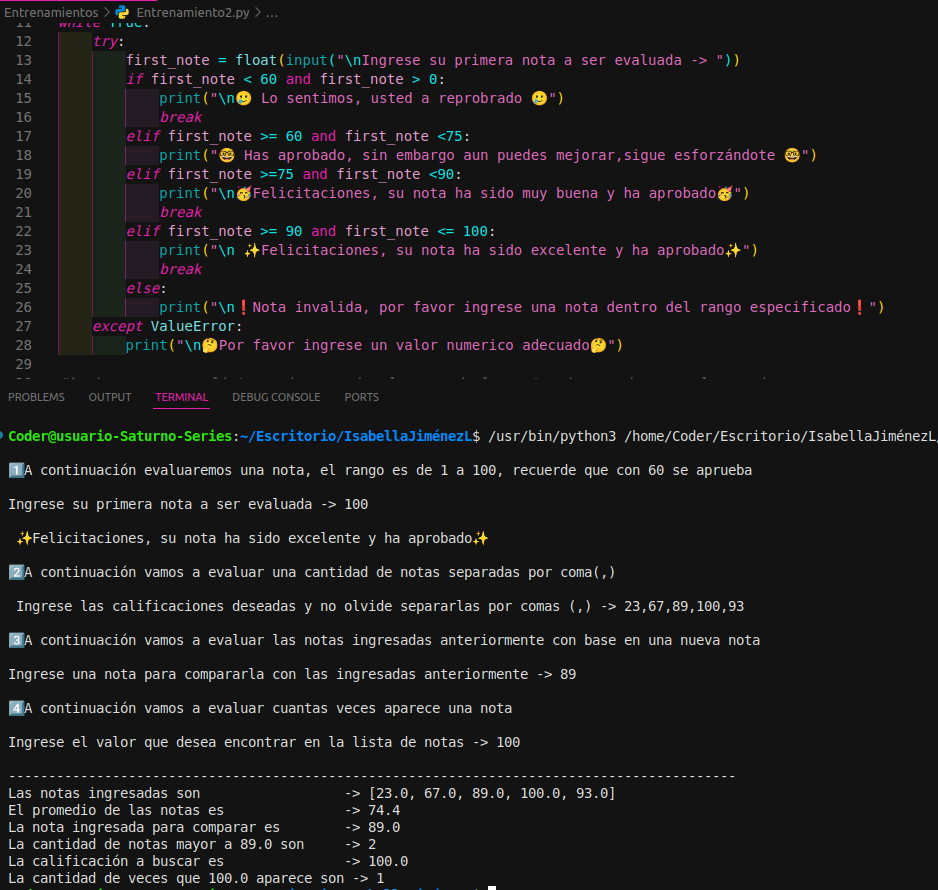 Entrenamientos > Entrenamiento2.py > ...
11 while True:
12 try:
13 first_note = float(input("\nIngrese su primera nota a ser evaluada -> "))
14 if first_note < 60 and first_note > 0:
15 print("\n🥲 Lo sentimos, usted a reprobrado 🥲")
16 break
17 elif first_note >= 60 and first_note <75:
18 print("🤓 Has aprobado, sin embargo aun puedes mejorar,sigue esforzándote 🤓")
19 elif first_note >=75 and first_note <90:
20 print("\n🥳Felicitaciones, su nota ha sido muy buena y ha aprobado🥳")
21 break
22 elif first_note >= 90 and first_note <= 100:
23 print("\n ✨Felicitaciones, su nota ha sido excelente y ha aprobado✨")
24 break
25 else:
26 print("\n❗Nota invalida, por favor ingrese una nota dentro del rango especificado❗")
27 except ValueError:
28 print("\n🤔Por favor ingrese un valor numerico adecuado🤔")
29
PROBLEMS OUTPUT TERMINAL DEBUG CONSOLE PORTS
Coder@usuario-Saturno-Series:~/Escritorio/IsabellaJiménezL$ /usr/bin/python3 /home/Coder/Escritorio/IsabellaJiménezL/
1️⃣A continuación evaluaremos una nota, el rango es de 1 a 100, recuerde que con 60 se aprueba
Ingrese su primera nota a ser evaluada -> 100
✨Felicitaciones, su nota ha sido excelente y ha aprobado✨
2️⃣A continuación vamos a evaluar una cantidad de notas separadas por coma(,)
Ingrese las calificaciones deseadas y no olvide separarlas por comas (,) -> 23,67,89,100,93
3️⃣A continuación vamos a evaluar las notas ingresadas anteriormente con base en una nueva nota
Ingrese una nota para compararla con las ingresadas anteriormente -> 89
4️⃣A continuación vamos a evaluar cuantas veces aparece una nota
Ingrese el valor que desea encontrar en la lista de notas -> 100
-------------------------------------------------------------------------------------------
Las notas ingresadas son -> [23.0, 67.0, 89.0, 100.0, 93.0]
El promedio de las notas es -> 74.4
La nota ingresada para comparar es -> 89.0
La cantidad de notas mayor a 89.0 son -> 2
La calificación a buscar es -> 100.0
La cantidad de veces que 100.0 aparece son -> 1